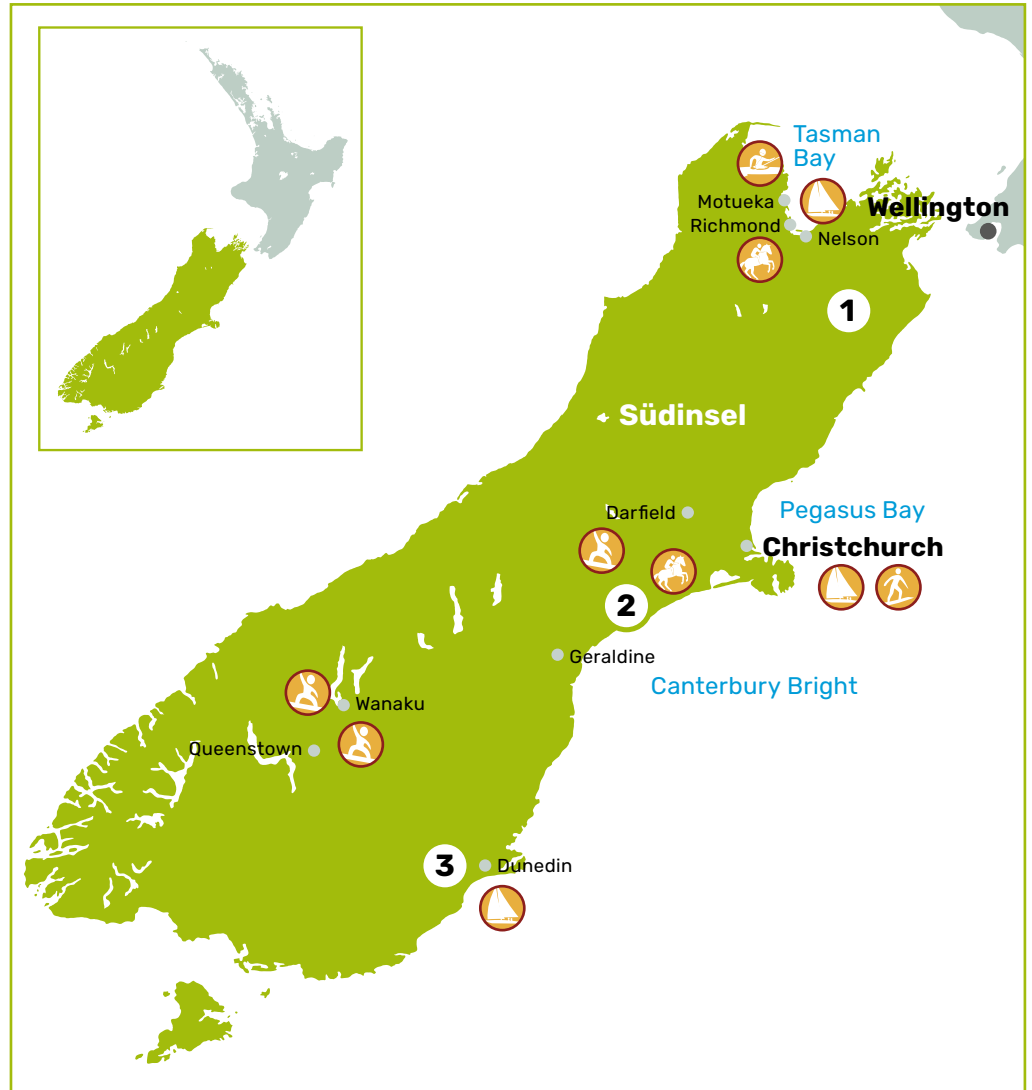 Tasman
Bay
Motueka
Wellington
Richmond
Nelson
1
Südinsel
Darfield
Pegasus Bay
Christchurch
2
Geraldine
Canterbury Bright
Wanaku
Queenstown
3
Dunedin